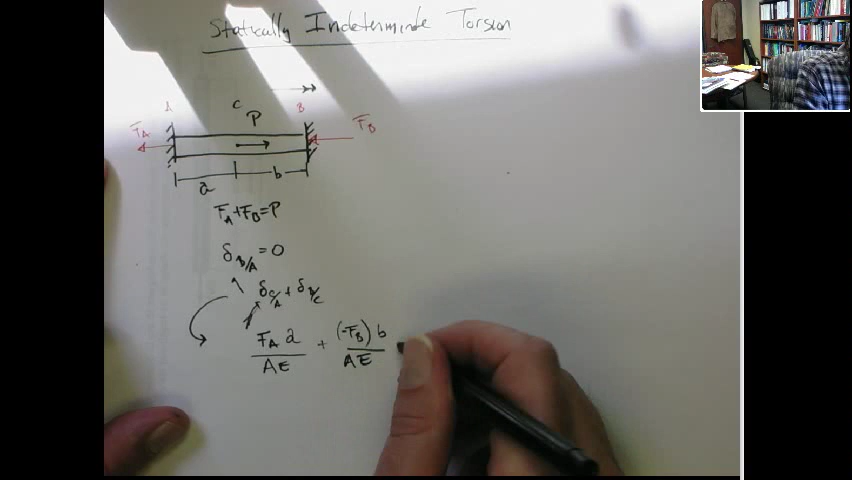 Statically Indeterminate Torsion
A C B
F_A P F_B
a b
F_A + F_B = P
δ_B/A = 0
δ_C/A + δ_B/C
F_A a / AE + (-F_B) b / AE